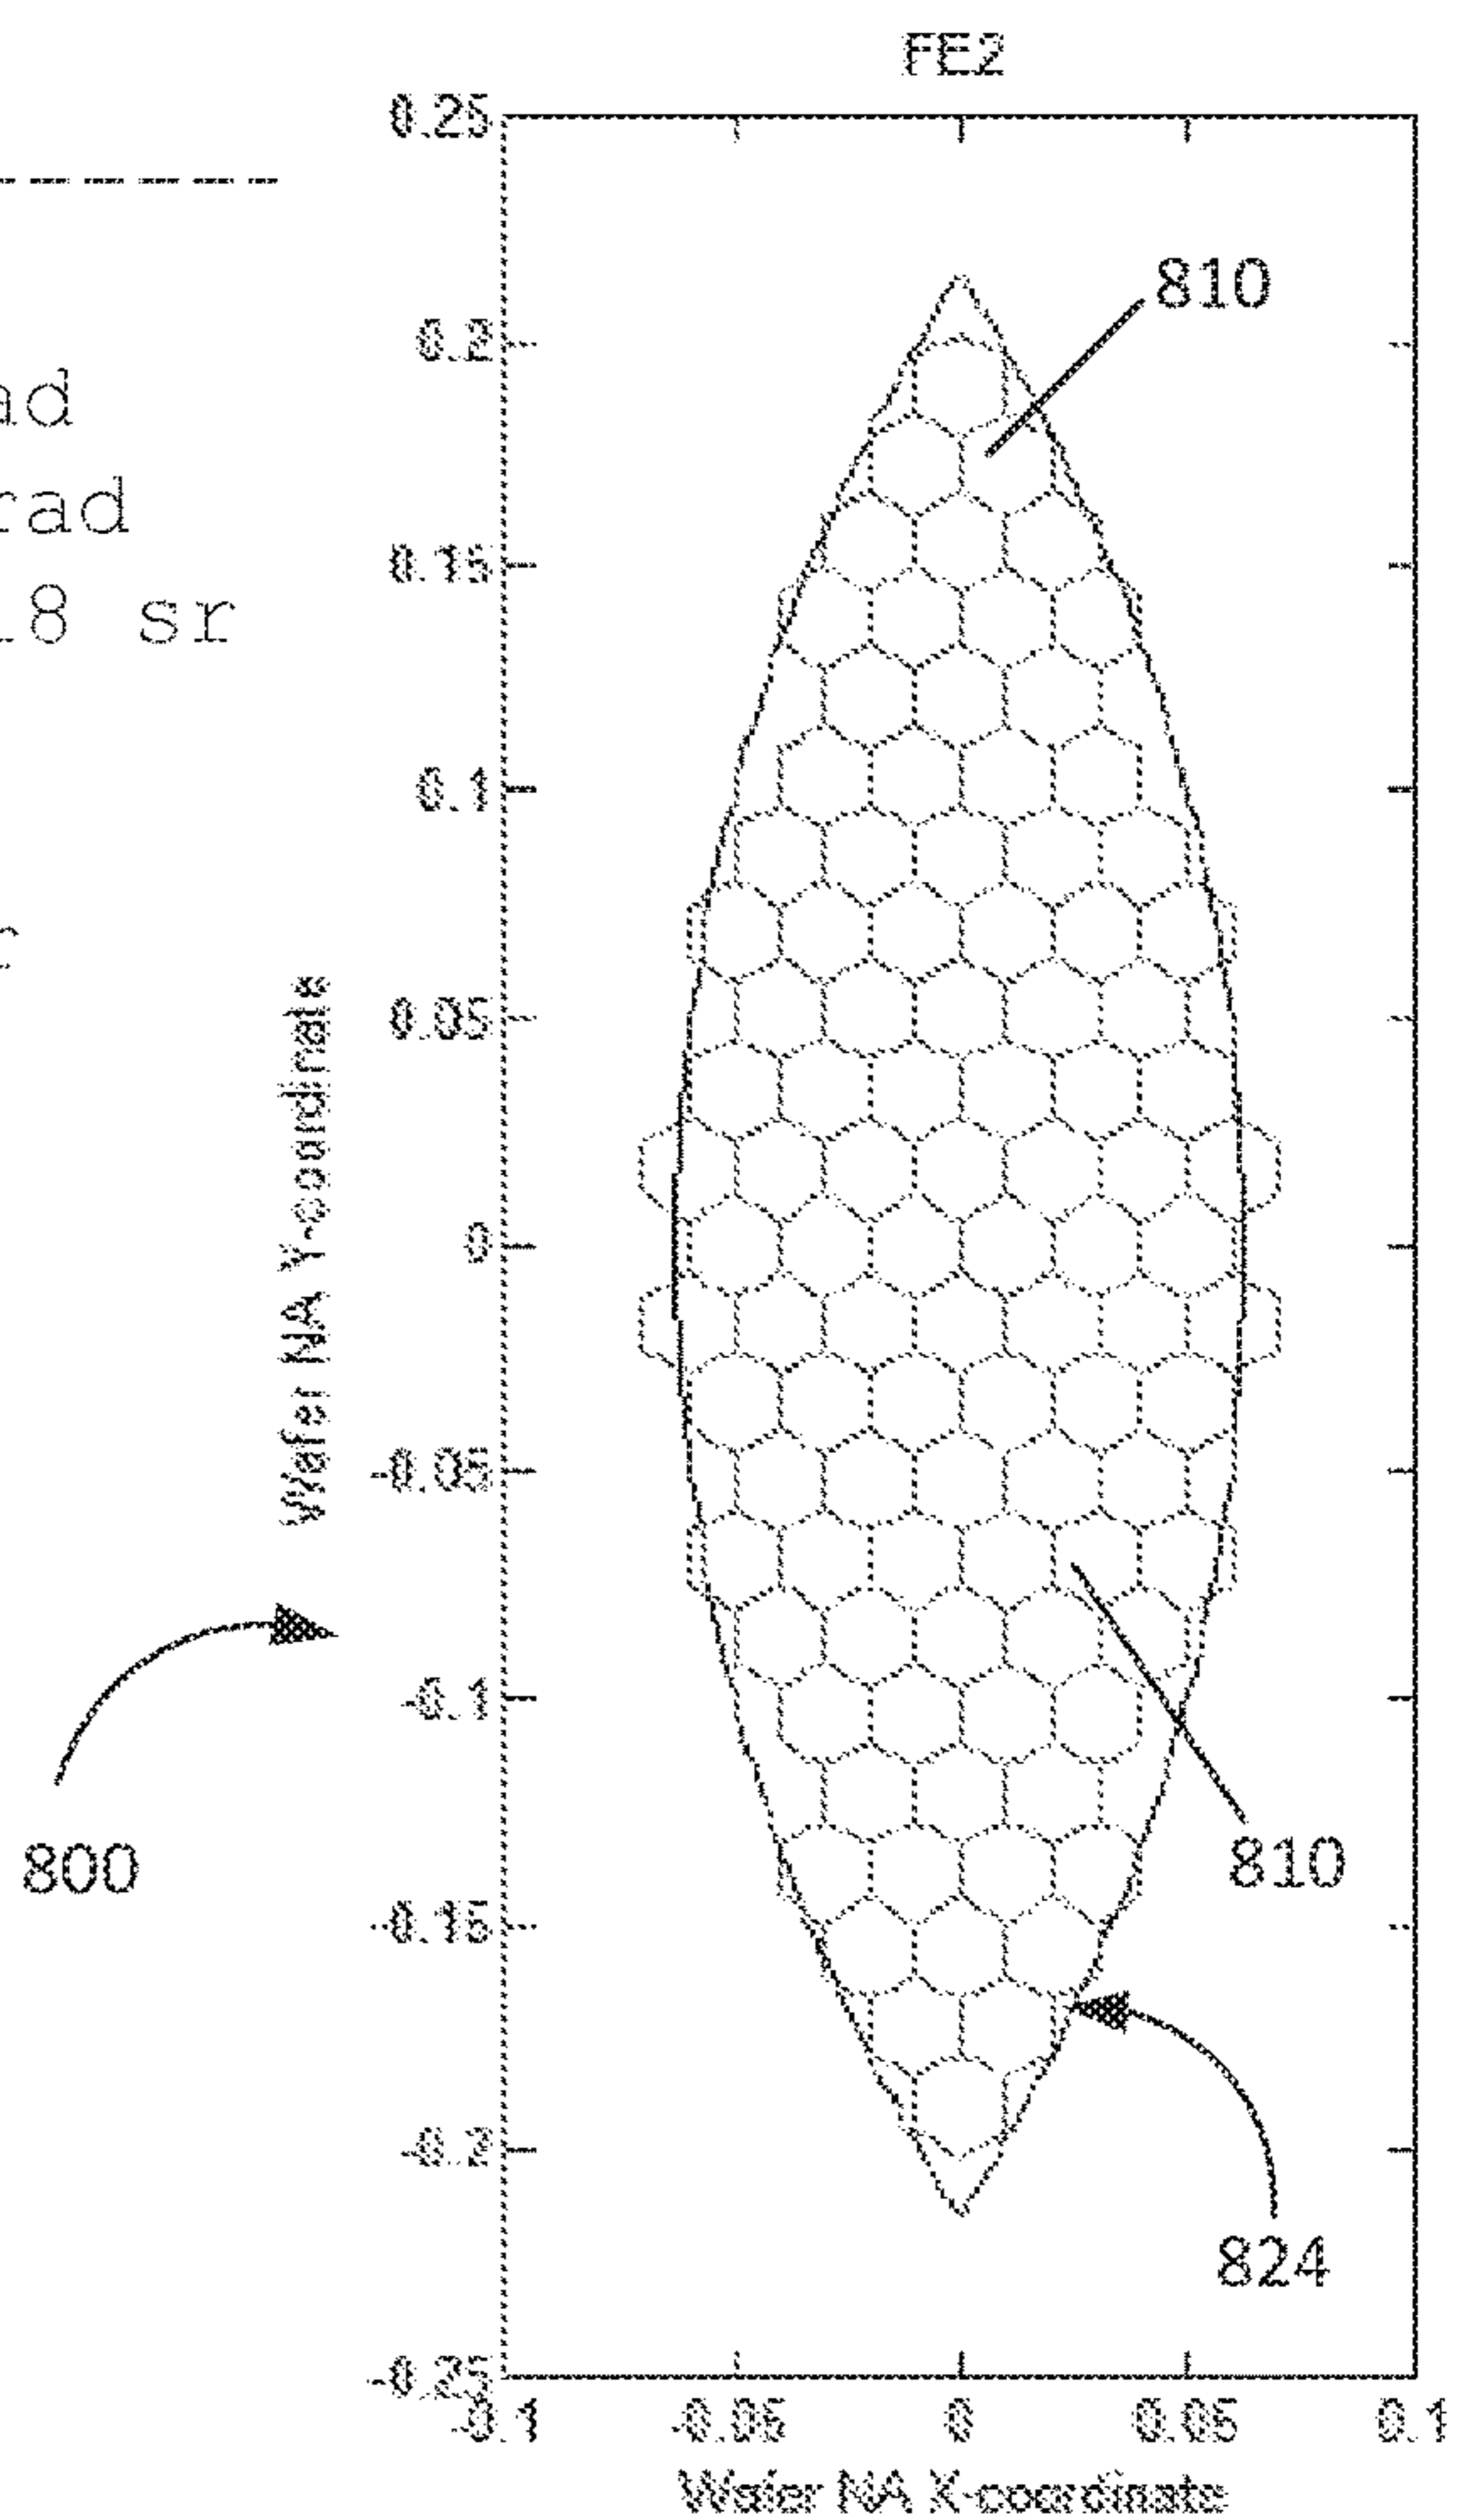 FE2
0.25
810
0.2
ad
rad
0.15
18 sr
0.1
r
0.05
Wafer NA Y-coordinate
0
-0.05
-0.1
810
800
-0.15
-0.2
824
-0.25
-0.1 -0.05 0 0.05 0.1
Wafer NA X-coordinate